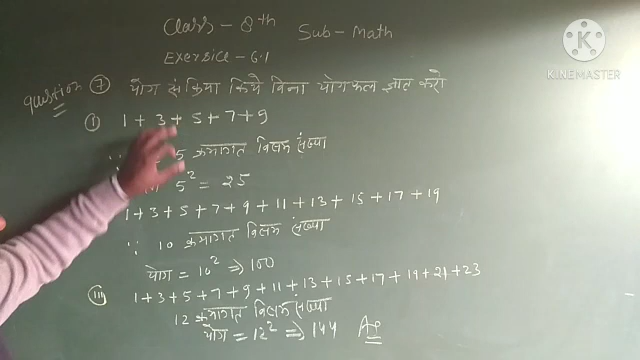 Class - 8th
Sub - Math
Exersice - 6.1
KINEMASTER
question ⑦ योग संक्रिया किये बिना योगफल ज्ञात करो
(i) 1 + 3 + 5 + 7 + 9
∵ 5 क्रमागत विषम संख्या
5² = 25
1 + 3 + 5 + 7 + 9 + 11 + 13 + 15 + 17 + 19
∵ 10 क्रमागत विषम संख्या
योग = 10² ⇒ 100
(iii) 1 + 3 + 5 + 7 + 9 + 11 + 13 + 15 + 17 + 19 + 21 + 23
12 क्रमागत विषम संख्या
योग = 12² ⇒ 144 As